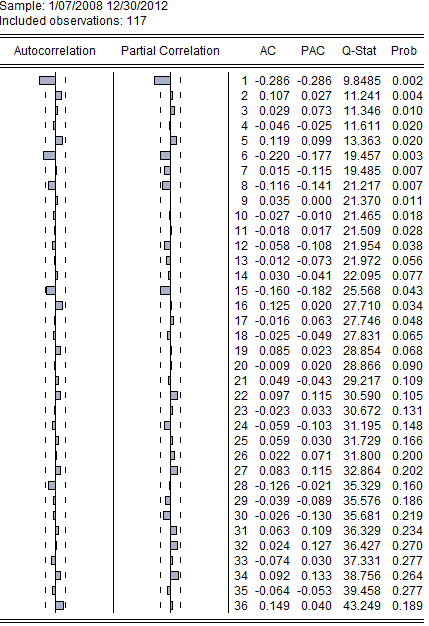 Sample: 1/07/2008 12/30/2012
Included observations: 117
Autocorrelation Partial Correlation AC PAC Q-Stat Prob
1 -0.286 -0.286 9.8485 0.002
2 0.107 0.027 11.241 0.004
3 0.029 0.073 11.346 0.010
4 -0.046 -0.025 11.611 0.020
5 0.119 0.099 13.363 0.020
6 -0.220 -0.177 19.457 0.003
7 0.015 -0.115 19.485 0.007
8 -0.116 -0.141 21.217 0.007
9 0.035 0.000 21.370 0.011
10 -0.027 -0.010 21.465 0.018
11 -0.018 0.017 21.509 0.028
12 -0.058 -0.108 21.954 0.038
13 -0.012 -0.073 21.972 0.056
14 0.030 -0.041 22.095 0.077
15 -0.160 -0.182 25.568 0.043
16 0.125 0.020 27.710 0.034
17 -0.016 0.063 27.746 0.048
18 -0.025 -0.049 27.831 0.065
19 0.085 0.023 28.854 0.068
20 -0.009 0.020 28.866 0.090
21 0.049 -0.043 29.217 0.109
22 0.097 0.115 30.590 0.105
23 -0.023 0.033 30.672 0.131
24 -0.059 -0.103 31.195 0.148
25 0.059 0.030 31.729 0.166
26 0.022 0.071 31.800 0.200
27 0.083 0.115 32.864 0.202
28 -0.126 -0.021 35.329 0.160
29 -0.039 -0.089 35.576 0.186
30 -0.026 -0.130 35.681 0.219
31 0.063 0.109 36.329 0.234
32 0.024 0.127 36.427 0.270
33 -0.074 0.030 37.331 0.277
34 0.092 0.133 38.756 0.264
35 -0.064 -0.053 39.458 0.277
36 0.149 0.040 43.249 0.189